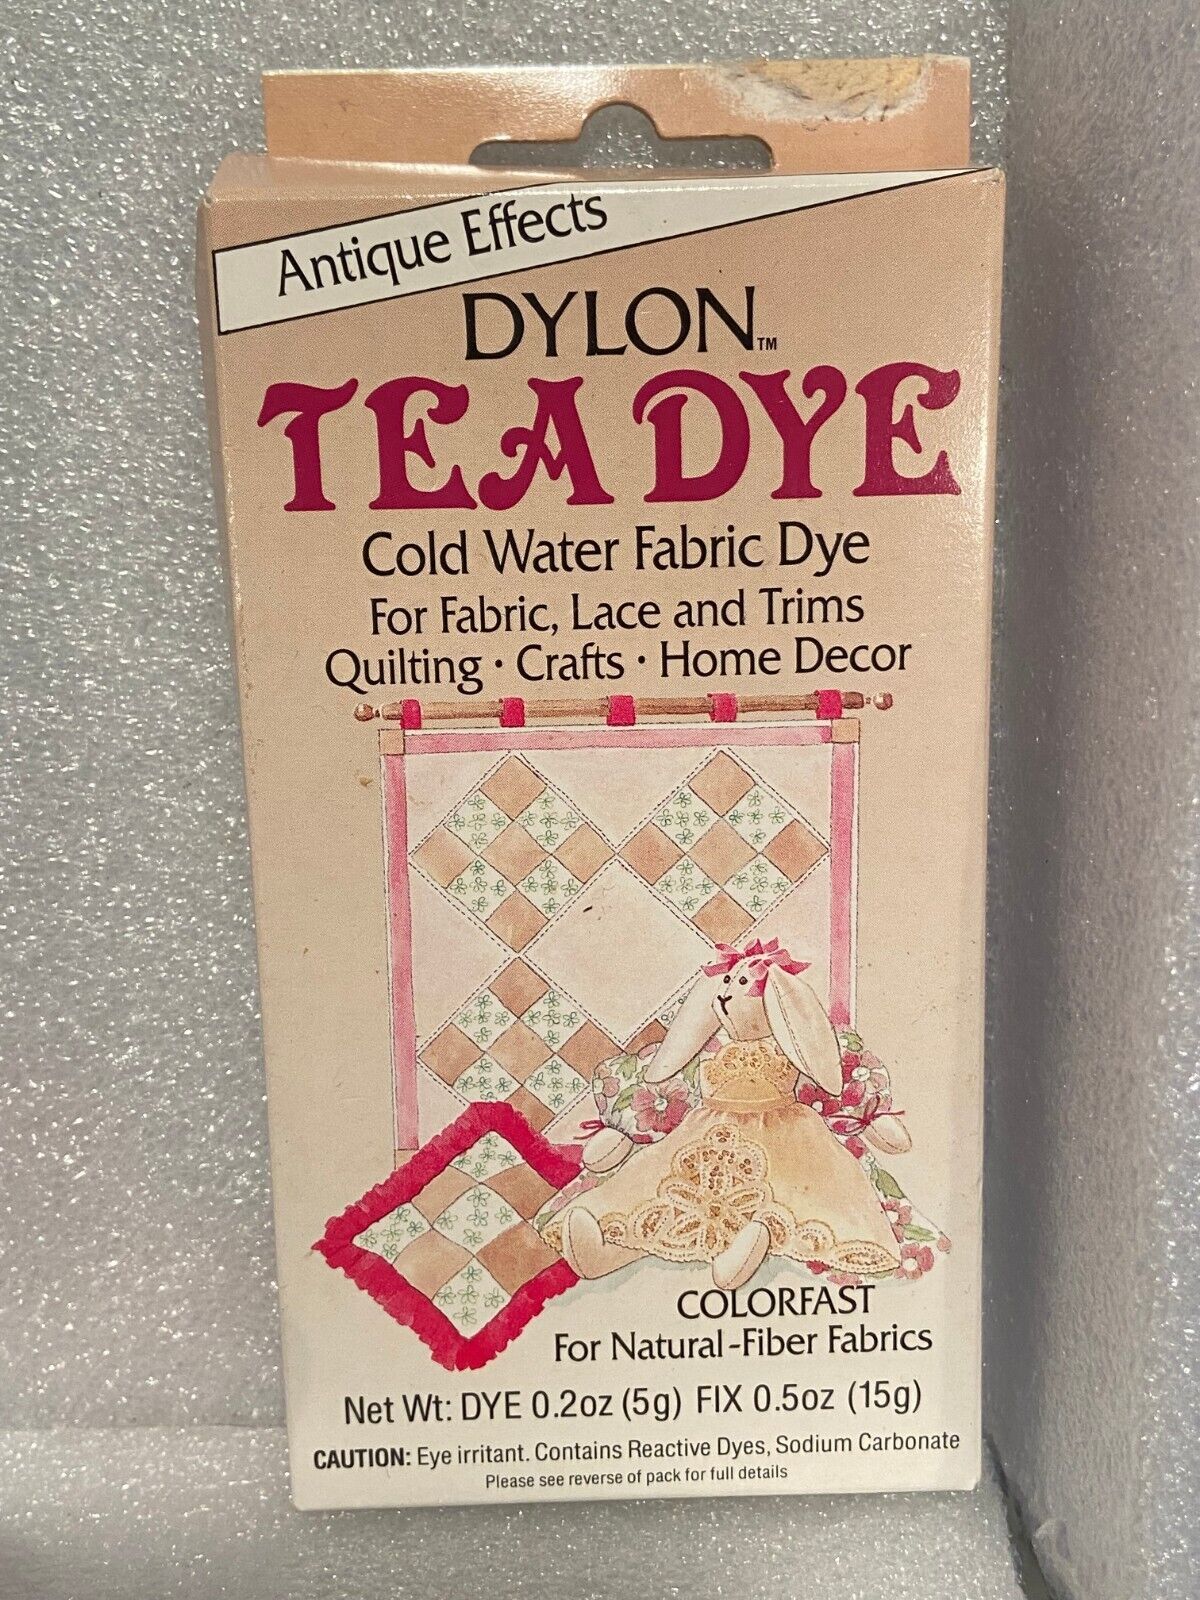 Antique Effects
DYLON™
TEA DYE
Cold Water Fabric Dye
For Fabric, Lace and Trims
Quilting · Crafts · Home Decor
COLORFAST
For Natural-Fiber Fabrics
Net Wt: DYE 0.2oz (5g) FIX 0.5oz (15g)
CAUTION: Eye irritant. Contains Reactive Dyes, Sodium Carbonate
Please see reverse of pack for full details